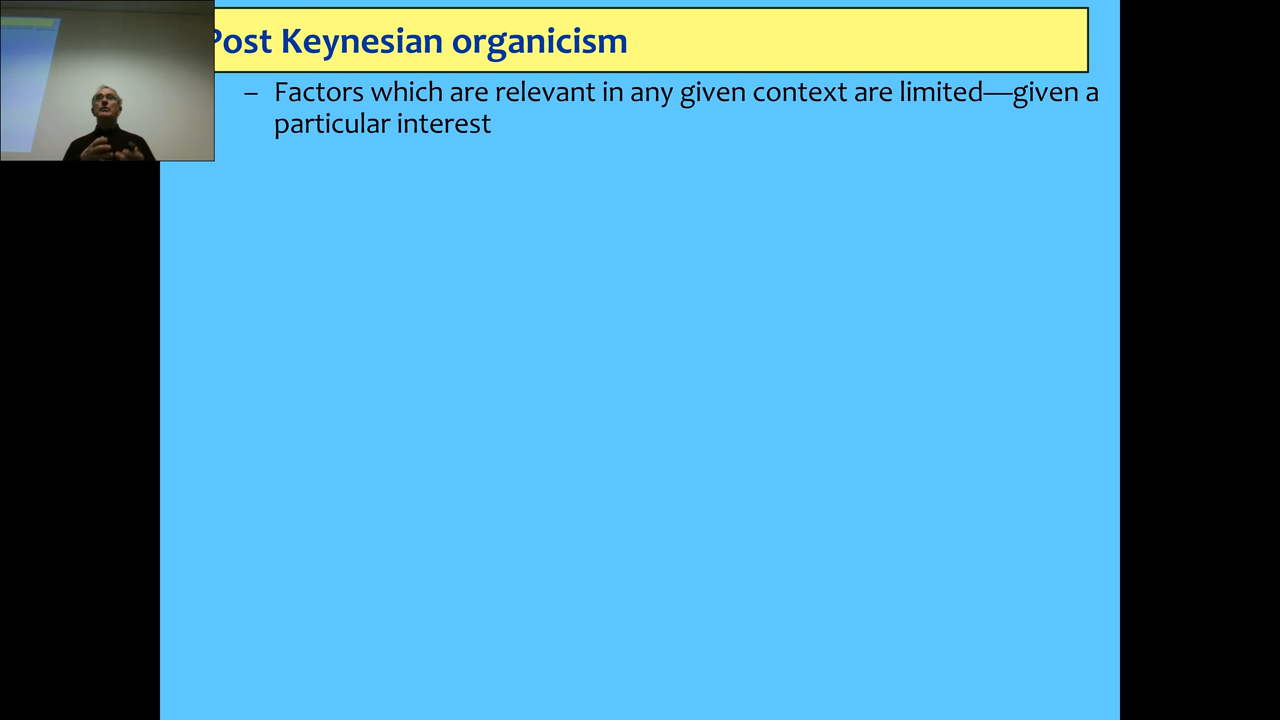 Post Keynesian organicism
– Factors which are relevant in any given context are limited—given a
particular interest